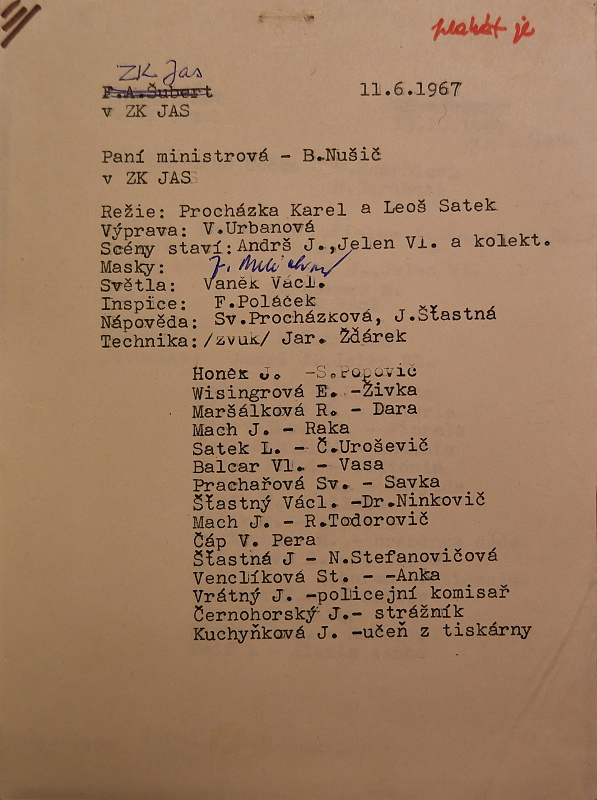 plakát je
ZK Jas
F.A.Šubert 11.6.1967
v ZK JAS
Paní ministrová - B.Nušič
v ZK JAS
Režie: Procházka Karel a Leoš Satek
Výprava: V.Urbanová
Scény staví: Andrš J.,Jelen Vl. a kolekt.
Masky: J.
Světla: Vaněk Václ.
Inspice: F.Poláček
Nápověda: Sv.Procházková, J.Šťastná
Technika:/zvuk/ Jar. Žďárek
Honek J. -S.Popovič
Wisingrová E. -Živka
Maršálková R. - Dara
Mach J. - Raka
Satek L. - Č.Uroševič
Balcar Vl. - Vasa
Prachařová Sv. - Savka
Šťastný Václ. -Dr.Ninkovič
Mach J. - R.Todorovič
Čáp V. Pera
Šťastná J - N.Stefanovičová
Venclíková St. - -Anka
Vrátný J. -policejní komisař
Černohorský J.- strážník
Kuchyňková J. -učeň z tiskárny